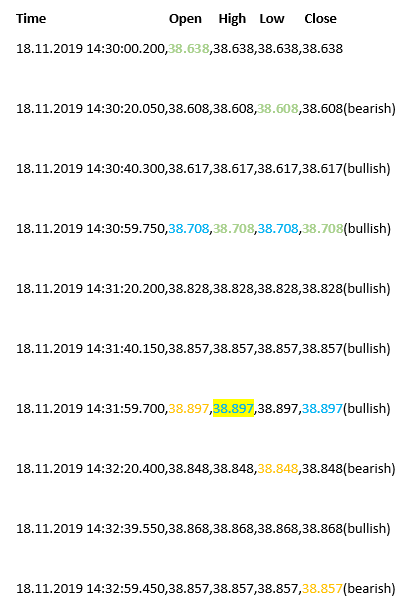 Time Open High Low Close
18.11.2019 14:30:00.200,38.638,38.638,38.638,38.638
18.11.2019 14:30:20.050,38.608,38.608,38.608,38.608(bearish)
18.11.2019 14:30:40.300,38.617,38.617,38.617,38.617(bullish)
18.11.2019 14:30:59.750,38.708,38.708,38.708,38.708(bullish)
18.11.2019 14:31:20.200,38.828,38.828,38.828,38.828(bullish)
18.11.2019 14:31:40.150,38.857,38.857,38.857,38.857(bullish)
18.11.2019 14:31:59.700,38.897,38.897,38.897,38.897(bullish)
18.11.2019 14:32:20.400,38.848,38.848,38.848,38.848(bearish)
18.11.2019 14:32:39.550,38.868,38.868,38.868,38.868(bullish)
18.11.2019 14:32:59.450,38.857,38.857,38.857,38.857(bearish)